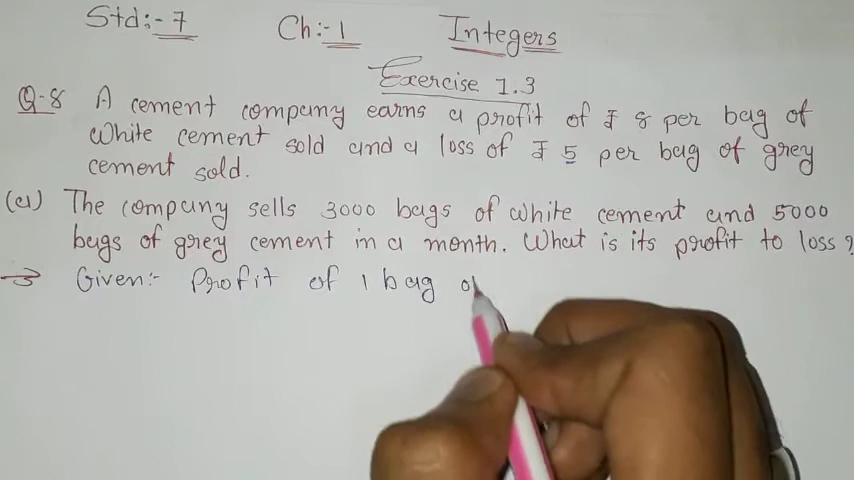 Std:- 7 Ch:- 1 Integers
Exercise 1.3
Q-8 A cement company earns a profit of ₹ 8 per bag of
White cement sold and a loss of ₹ 5 per bag of grey
cement sold.
(a) The company sells 3000 bags of white cement and 5000
bags of grey cement in a month. What is its profit to loss?
→ Given:- Profit of 1 bag o